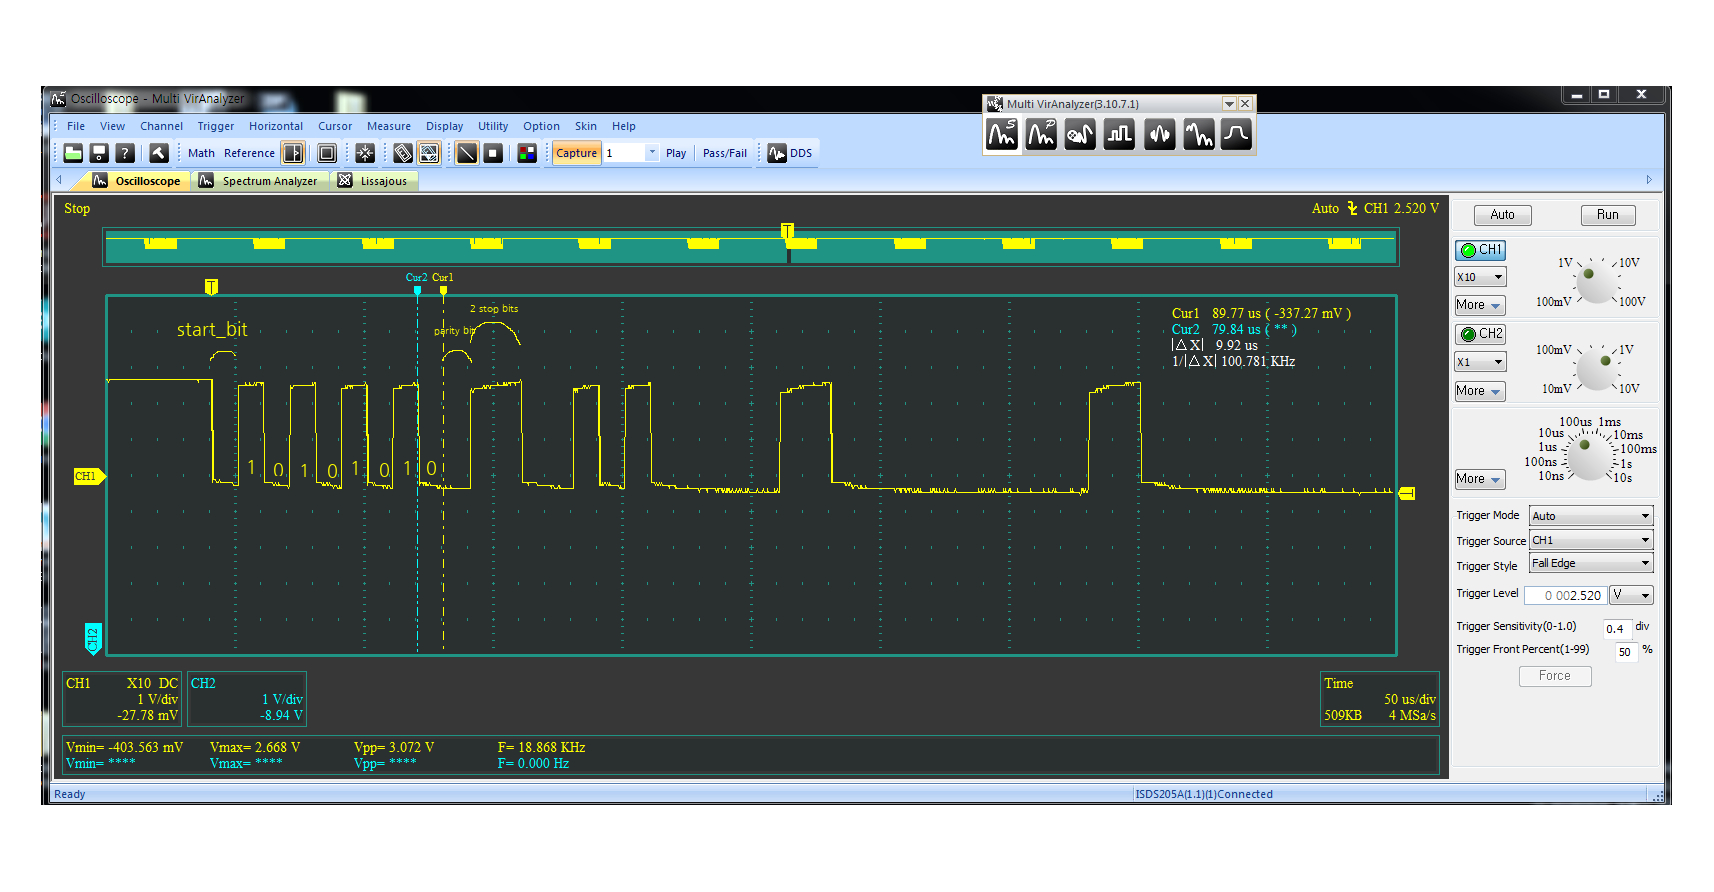 Oscilloscope - Multi VirAnalyzer
Multi VirAnalyzer(3.10.7.1)
File View Channel Trigger Horizontal Cursor Measure Display Utility Option Skin Help
Math Reference Capture 1 Play Pass/Fail DDS
Oscilloscope Spectrum Analyzer Lissajous
Stop
Auto CH1 2.520 V
T
Cur2 Cur1
T
start_bit
parity bit
2 stop bits
Cur1 89.77 us ( -337.27 mV )
Cur2 79.84 us ( ** )
|△X| 9.92 us
1/|△X| 100.781 KHz
1 0 1 0 1 0 1 0
CH1
CH2
CH1 X10 DC
1 V/div
-27.78 mV
CH2
1 V/div
-8.94 V
Time
50 us/div
509KB 4 MSa/s
Vmin= -403.563 mV Vmax= 2.668 V Vpp= 3.072 V F= 18.868 KHz
Vmin= **** Vmax= **** Vpp= **** F= 0.000 Hz
Auto Run
CH1
X10
More
1V 10V
100mV 100V
CH2
X1
More
100mV 1V
10mV 10V
100us 1ms
10us 10ms
1us 100ms
100ns 1s
10ns 10s
More
Trigger Mode Auto
Trigger Source CH1
Trigger Style Fall Edge
Trigger Level 0 002.520 V
Trigger Sensitivity(0-1.0) 0.4 div
Trigger Front Percent(1-99) 50 %
Force
Ready
ISDS205A(1.1)(1)Connected